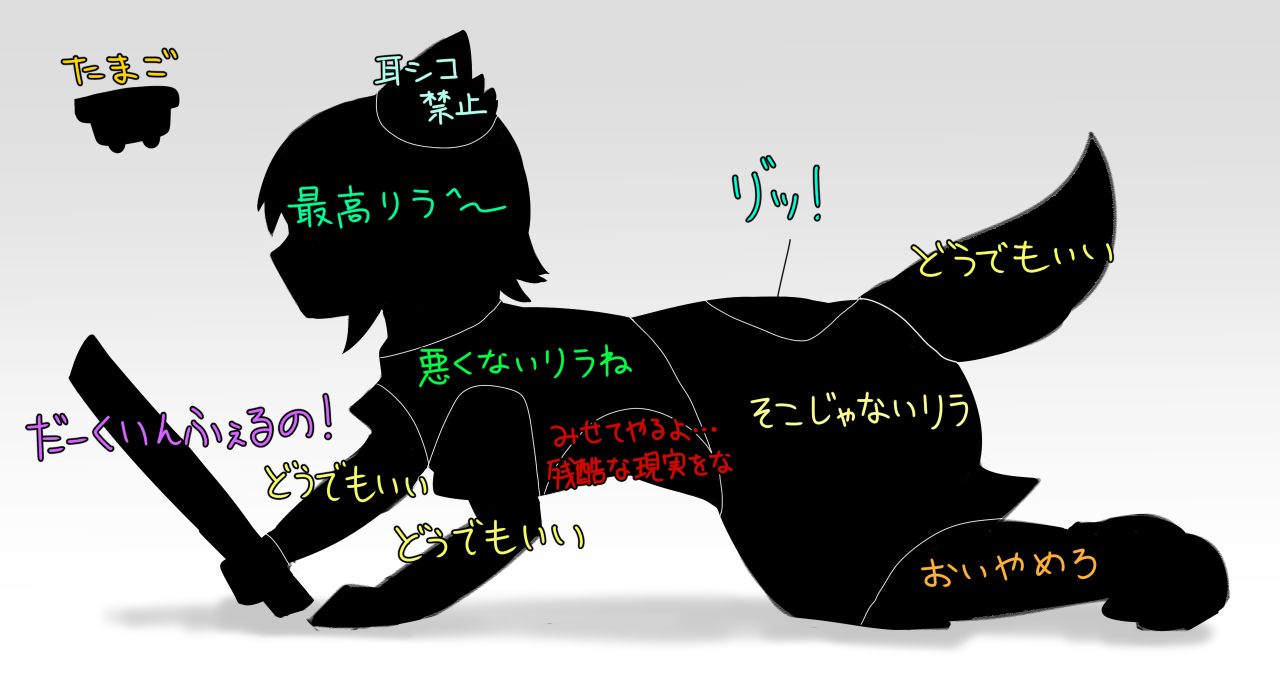 たまご
耳シコ
禁止
最高リラ^～
リ゛ッ!
どうでもいい
悪くないリラね
そこじゃないリラ
だーくいんふぇるの!
みせてやるよ…
残酷な現実をな
どうでもいい
どうでもいい
おいやめろ